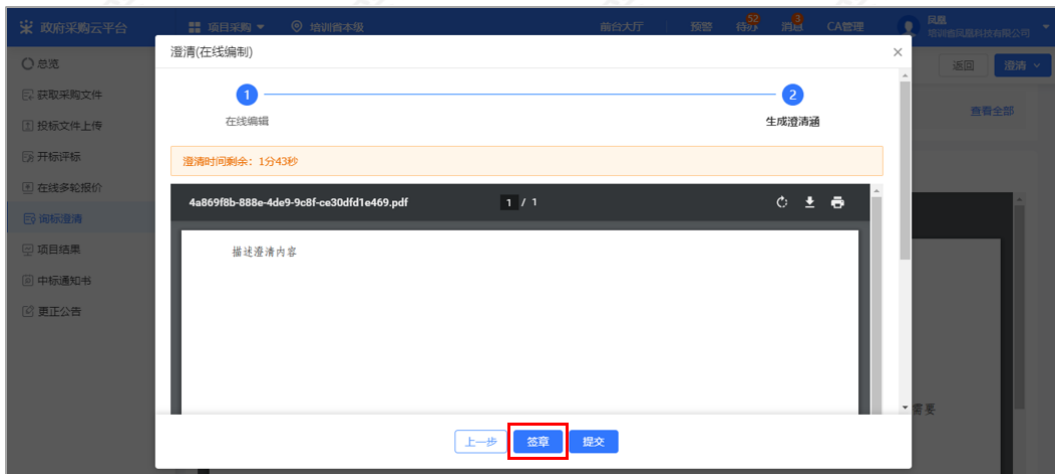 政府采购云平台
项目采购
培训省本级
前台大厅
预警
待办
52
消息
3
CA管理
凤凰
培训省凤凰科技有限公司
总览
获取采购文件
投标文件上传
开标评标
在线多轮报价
询标澄清
项目结果
中标通知书
更正公告
返回
澄清
查看全部
澄清(在线编制)
1
2
在线编辑
生成澄清函
澄清时间剩余：1分43秒
4a869f8b-888e-4de9-9c8f-ce30dfd1e469.pdf
1 / 1
描述澄清内容
需要
上一步
签章
提交